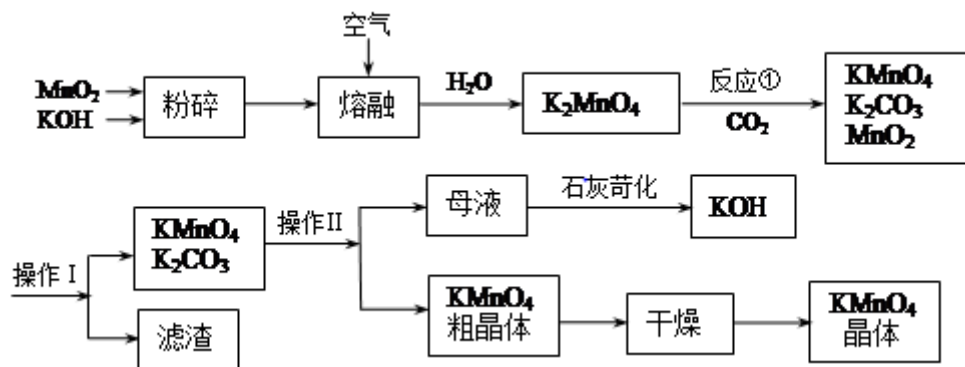 空气
MnO₂
KOH
粉碎
熔融
H₂O
K₂MnO₄
反应①
CO₂
KMnO₄
K₂CO₃
MnO₂
操作 I
KMnO₄
K₂CO₃
滤渣
操作II
母液
石灰苛化
KOH
KMnO₄
粗晶体
干燥
KMnO₄
晶体